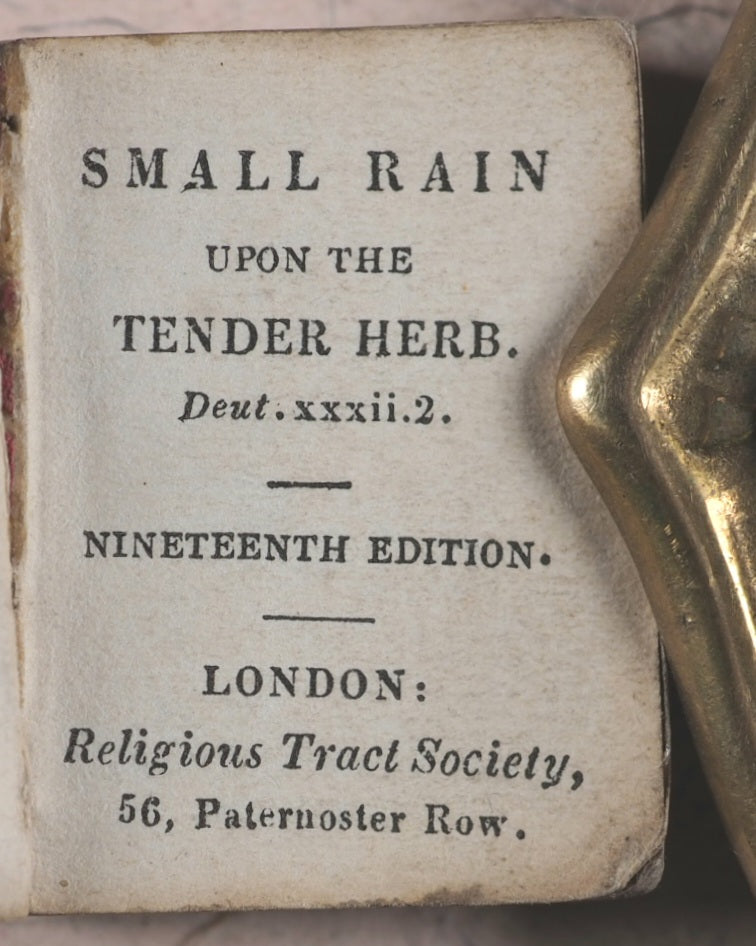 SMALL RAIN
UPON THE
TENDER HERB.
Deut. xxxii. 2.
NINETEENTH EDITION.
LONDON:
Religious Tract Society,
56, Paternoster Row.